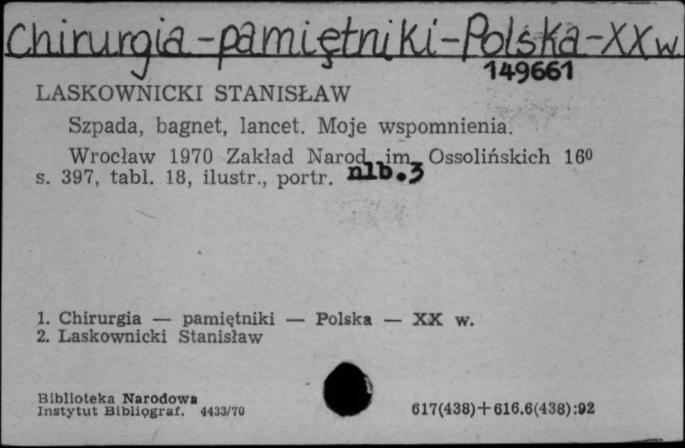 Chirurgia-pamiętniki-Polska-XX w
149661
LASKOWNICKI STANISŁAW
Szpada, bagnet, lancet. Moje wspomnienia.
Wrocław 1970 Zakład Narod. im. Ossolińskich 16⁰
s. 397, tabl. 18, ilustr., portr. nlb.3
1. Chirurgia — pamiętniki — Polska — XX w.
2. Laskownicki Stanisław
Biblioteka Narodowa
Instytut Bibliograf. 4433/70
617(438)+616.6(438):92